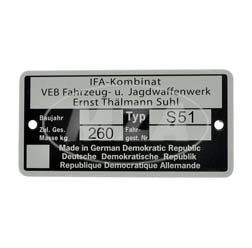 IFA-Kombinat
VEB Fahrzeug- u. Jagdwaffenwerk
Ernst Thälmann Suhl
Baujahr Typ S51
Zul. Ges. Masse kg 260 Fahr- gest. Nr.
Made in German Demokratic Republic
Deutsche Demokratische Republik
Republique Democratique Allemande